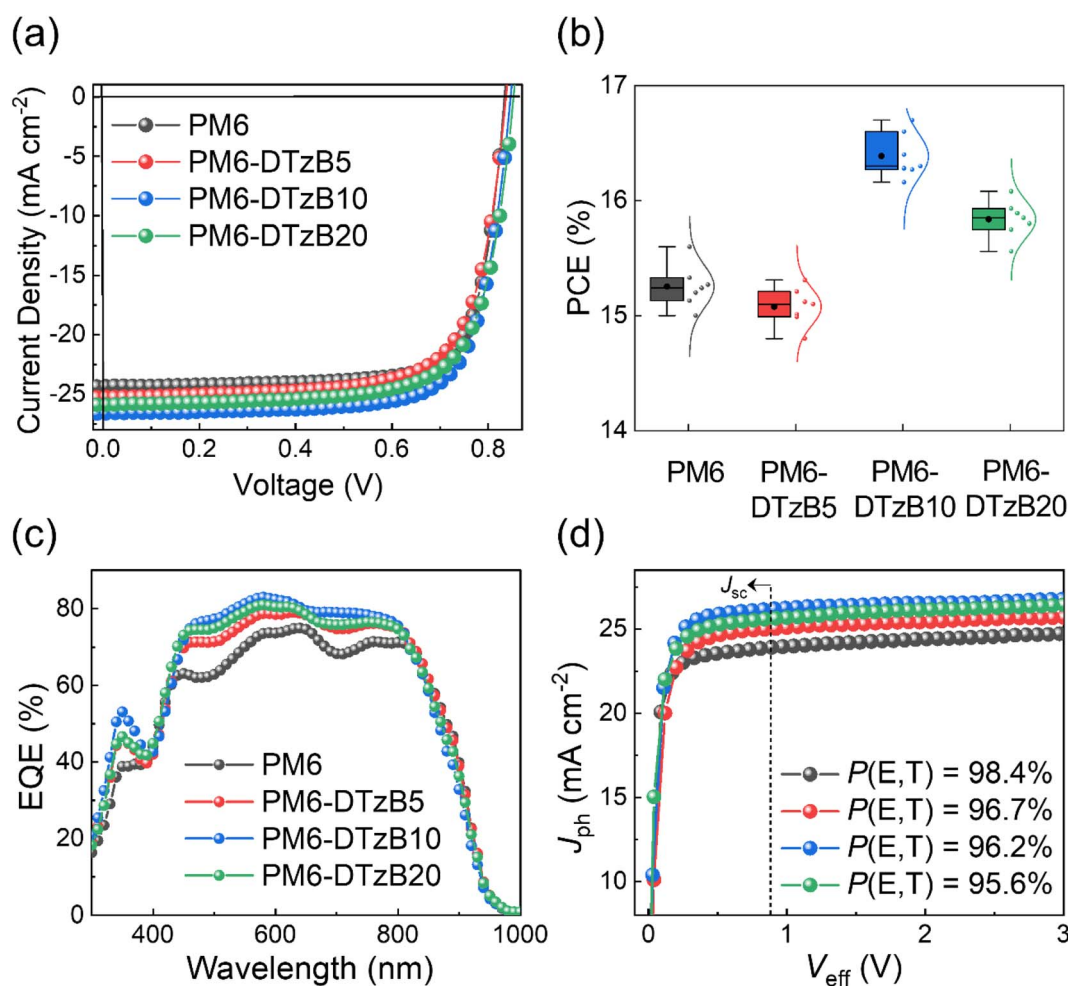 (a)
0
-5
-10
-15
-20
-25
Current Density (mA cm-2)
PM6
PM6-DTzB5
PM6-DTzB10
PM6-DTzB20
0.0 0.2 0.4 0.6 0.8
Voltage (V)
(b)
17
16
15
14
PCE (%)
PM6
PM6-
DTzB5
PM6-
DTzB10
PM6-
DTzB20
(c)
80
60
40
20
0
EQE (%)
PM6
PM6-DTzB5
PM6-DTzB10
PM6-DTzB20
400 600 800 1000
Wavelength (nm)
(d)
25
20
15
10
Jph (mA cm-2)
Jsc
P(E,T) = 98.4%
P(E,T) = 96.7%
P(E,T) = 96.2%
P(E,T) = 95.6%
0 1 2 3
Veff (V)